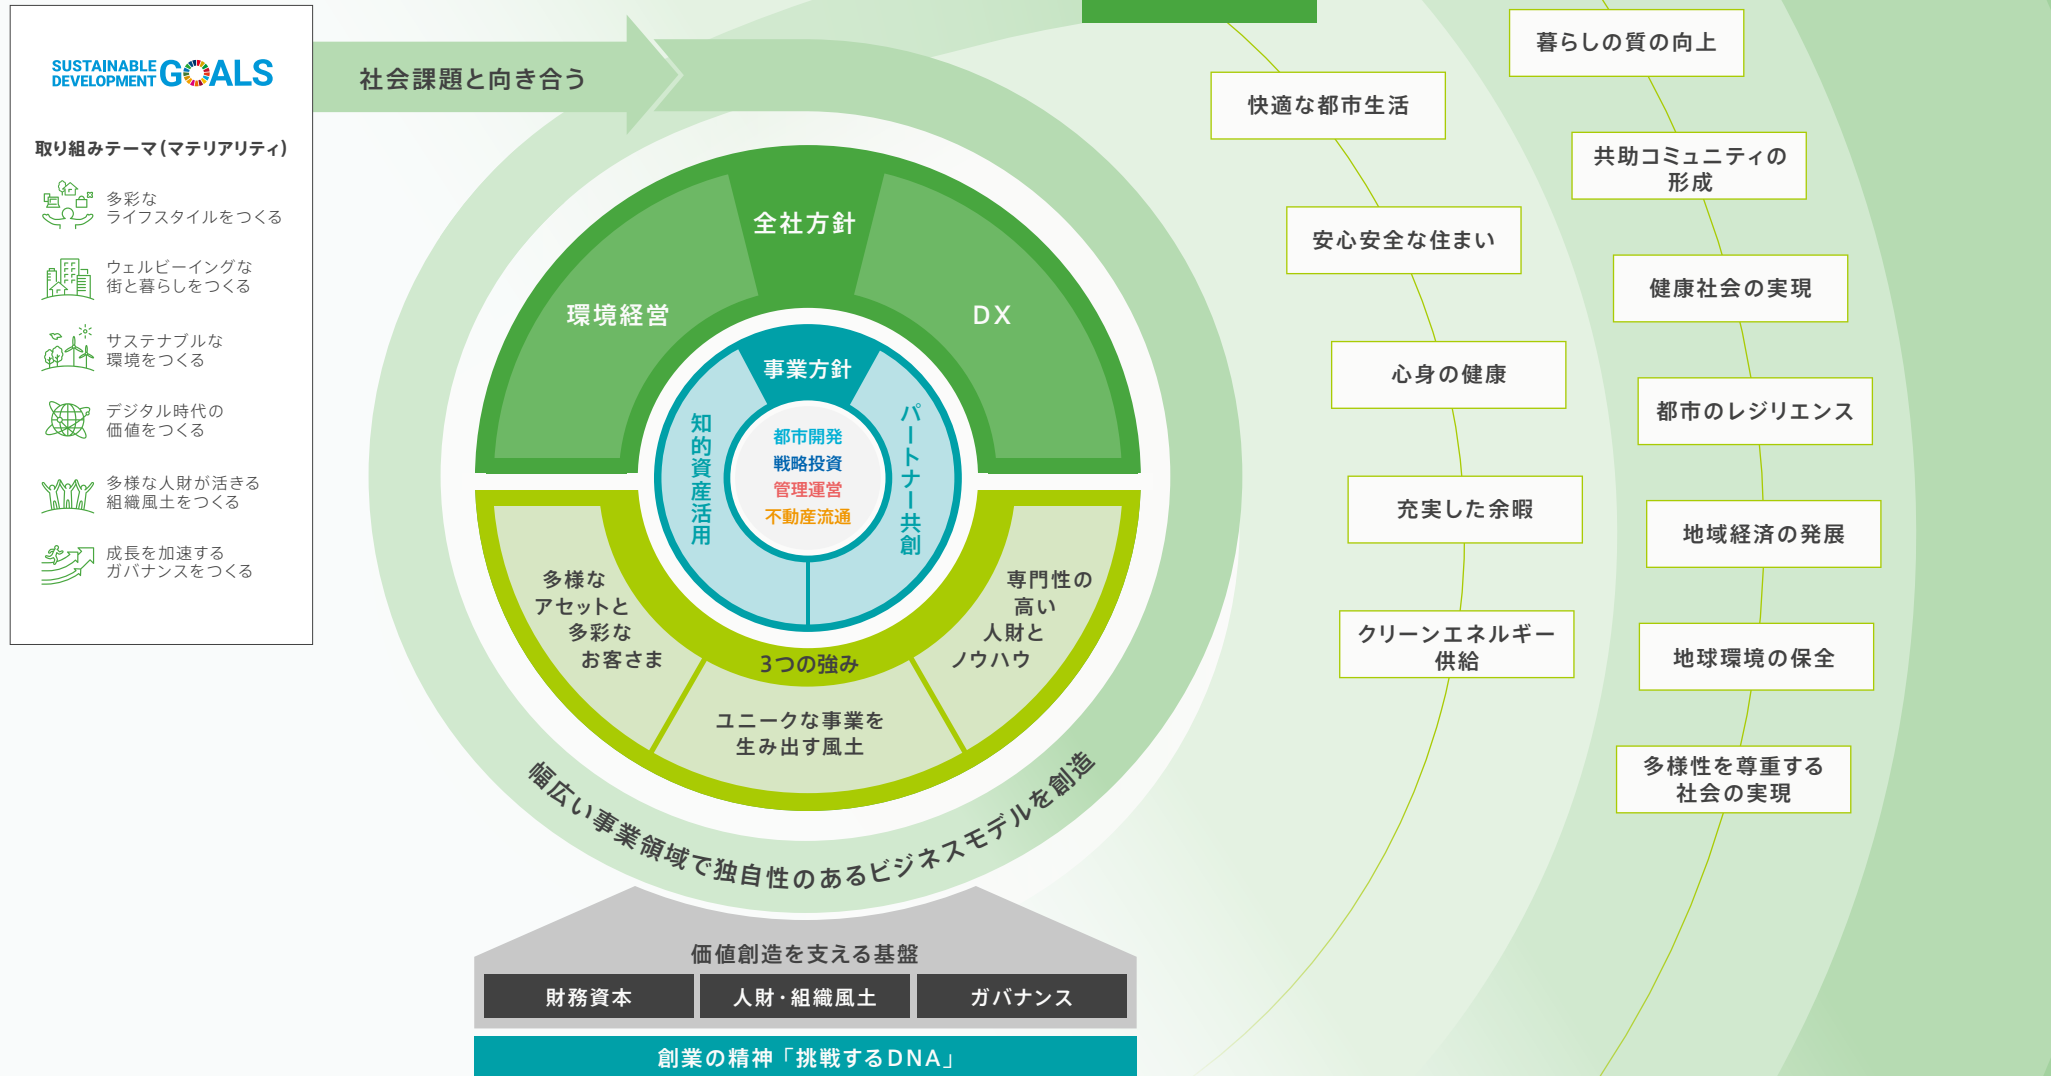 SUSTAINABLE
DEVELOPMENT
GOALS
取り組みテーマ(マテリアリティ)
多彩な
ライフスタイルをつくる
ウェルビーイングな
街と暮らしをつくる
サステナブルな
環境をつくる
デジタル時代の
価値をつくる
多様な人財が活きる
組織風土をつくる
成長を加速する
ガバナンスをつくる
社会課題と向き合う
全社方針
環境経営
DX
事業方針
知的資産活用
パートナー共創
都市開発
戦略投資
管理運営
不動産流通
多様な
アセットと
多彩な
お客さま
3つの強み
専門性の
高い
人財と
ノウハウ
ユニークな事業を
生み出す風土
幅広い事業領域で独自性のあるビジネスモデルを創造
価値創造を支える基盤
財務資本
人財・組織風土
ガバナンス
創業の精神「挑戦するDNA」
快適な都市生活
安心安全な住まい
心身の健康
充実した余暇
クリーンエネルギー
供給
暮らしの質の向上
共助コミュニティの
形成
健康社会の実現
都市のレジリエンス
地域経済の発展
地球環境の保全
多様性を尊重する
社会の実現